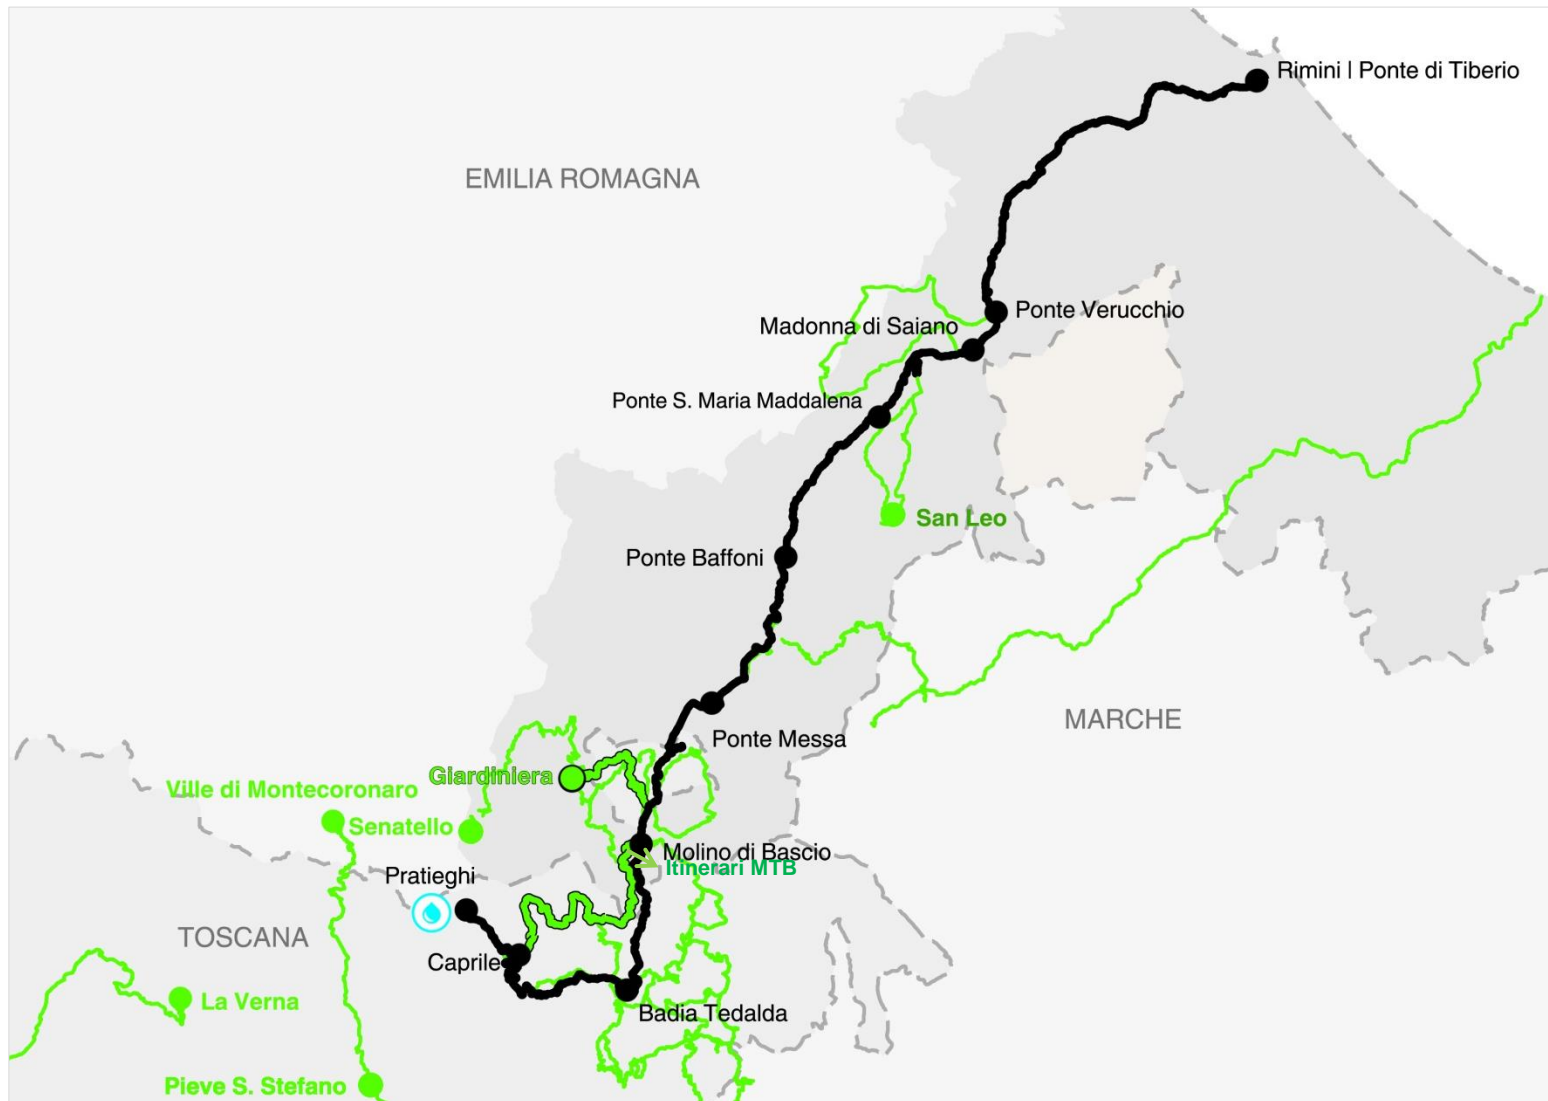 Rimini | Ponte di Tiberio
EMILIA ROMAGNA
Ponte Verucchio
Madonna di Saiano
Ponte S. Maria Maddalena
San Leo
Ponte Baffoni
MARCHE
Ponte Messa
Giardiniera
Ville di Montecoronaro
Senatello
Molino di Bascio
Itinerari MTB
Pratieghi
TOSCANA
Caprile
La Verna
Badia Tedalda
Pieve S. Stefano